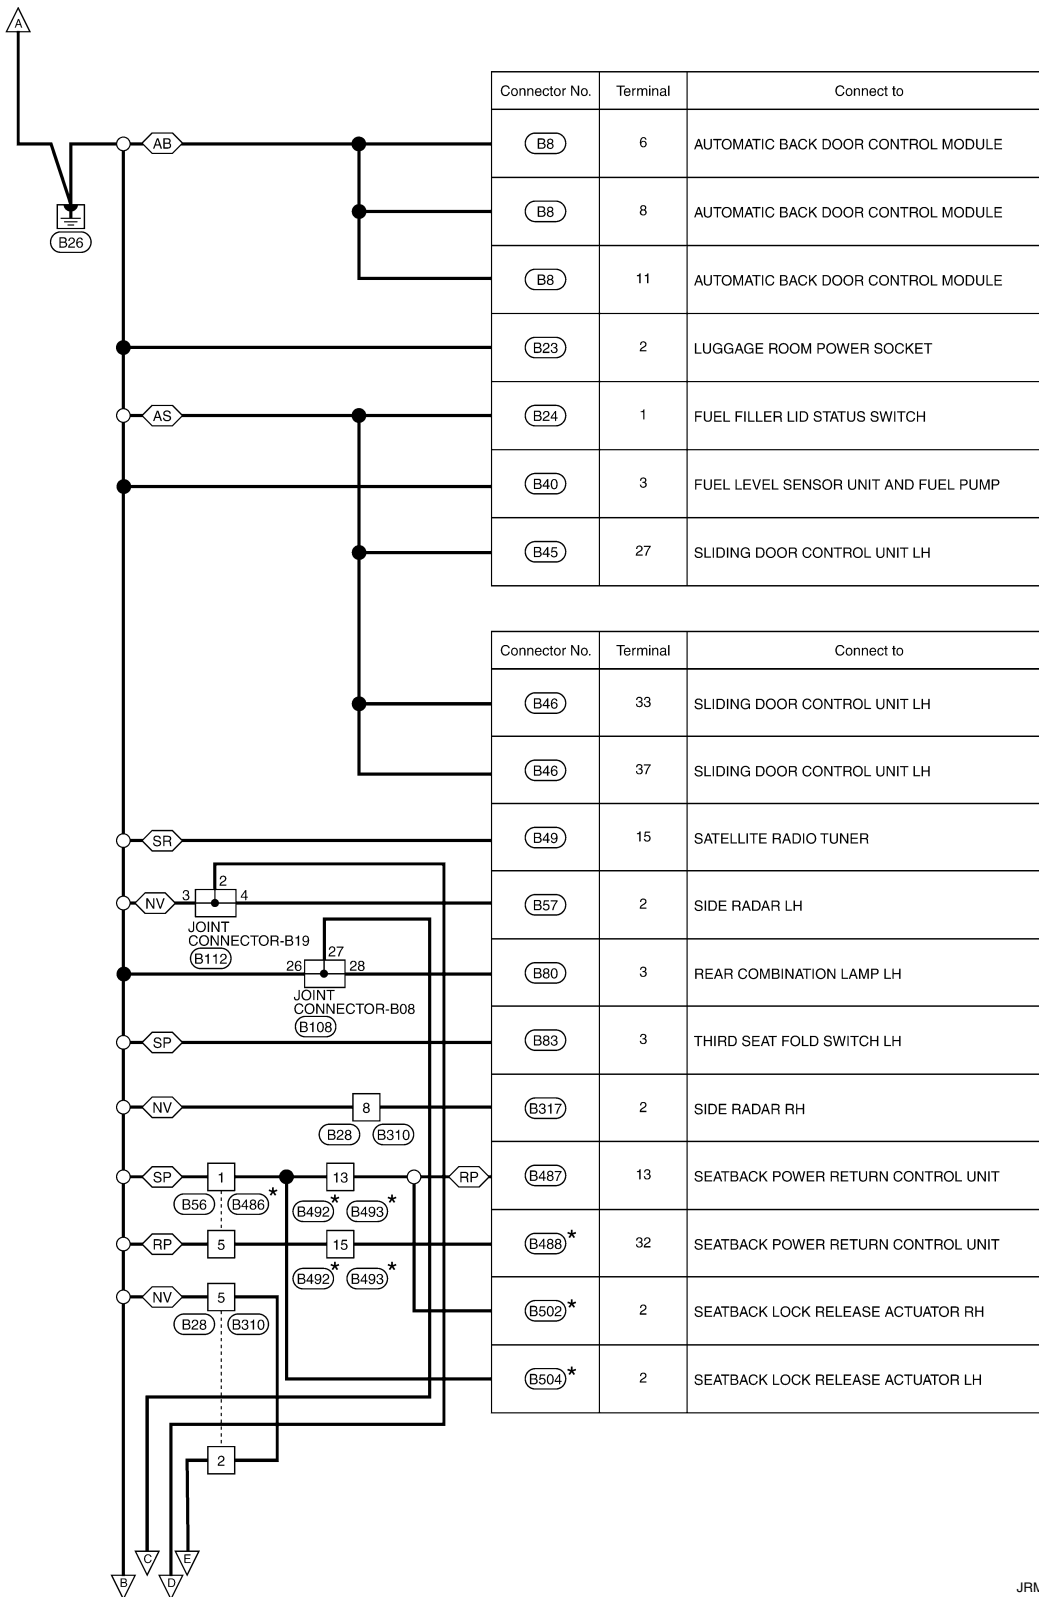 A
Connector No. Terminal Connect to
AB B8 6 AUTOMATIC BACK DOOR CONTROL MODULE
B26 B8 8 AUTOMATIC BACK DOOR CONTROL MODULE
B8 11 AUTOMATIC BACK DOOR CONTROL MODULE
B23 2 LUGGAGE ROOM POWER SOCKET
AS B24 1 FUEL FILLER LID STATUS SWITCH
B40 3 FUEL LEVEL SENSOR UNIT AND FUEL PUMP
B45 27 SLIDING DOOR CONTROL UNIT LH
Connector No. Terminal Connect to
B46 33 SLIDING DOOR CONTROL UNIT LH
B46 37 SLIDING DOOR CONTROL UNIT LH
SR B49 15 SATELLITE RADIO TUNER
2
NV 3 4 B57 2 SIDE RADAR LH
JOINT
CONNECTOR-B19
B112
27
26 28 B80 3 REAR COMBINATION LAMP LH
JOINT
CONNECTOR-B08
B108
SP B83 3 THIRD SEAT FOLD SWITCH LH
NV 8 B317 2 SIDE RADAR RH
B28 B310
SP 1 13 RP B487 13 SEATBACK POWER RETURN CONTROL UNIT
B56 B486* B492* B493*
RP 5 15 B488* 32 SEATBACK POWER RETURN CONTROL UNIT
B492* B493*
NV 5 B502* 2 SEATBACK LOCK RELEASE ACTUATOR RH
B28 B310
B504* 2 SEATBACK LOCK RELEASE ACTUATOR LH
2
C E
B D
JRM